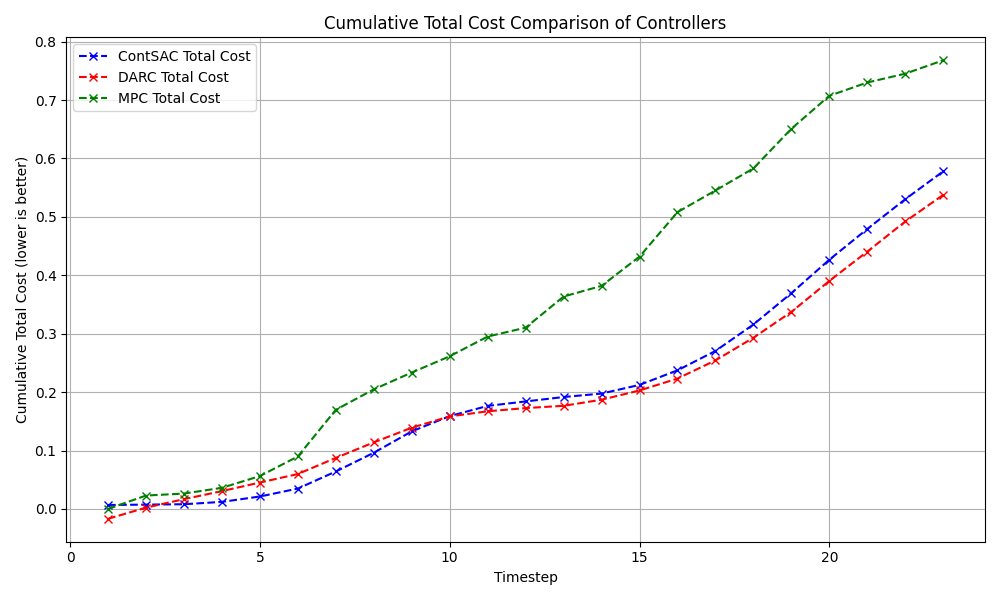 Cumulative Total Cost Comparison of Controllers
ContSAC Total Cost
DARC Total Cost
MPC Total Cost
Cumulative Total Cost (lower is better)
0.8
0.7
0.6
0.5
0.4
0.3
0.2
0.1
0.0
0 5 10 15 20
Timestep